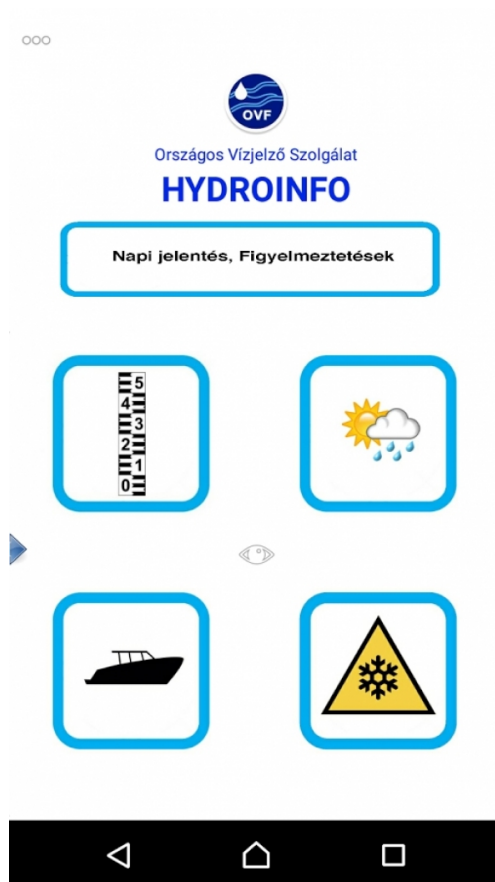 OVF
Országos Vízjelző Szolgálat
HYDROINFO
Napi jelentés, Figyelmeztetések
5
4
3
2
1
0